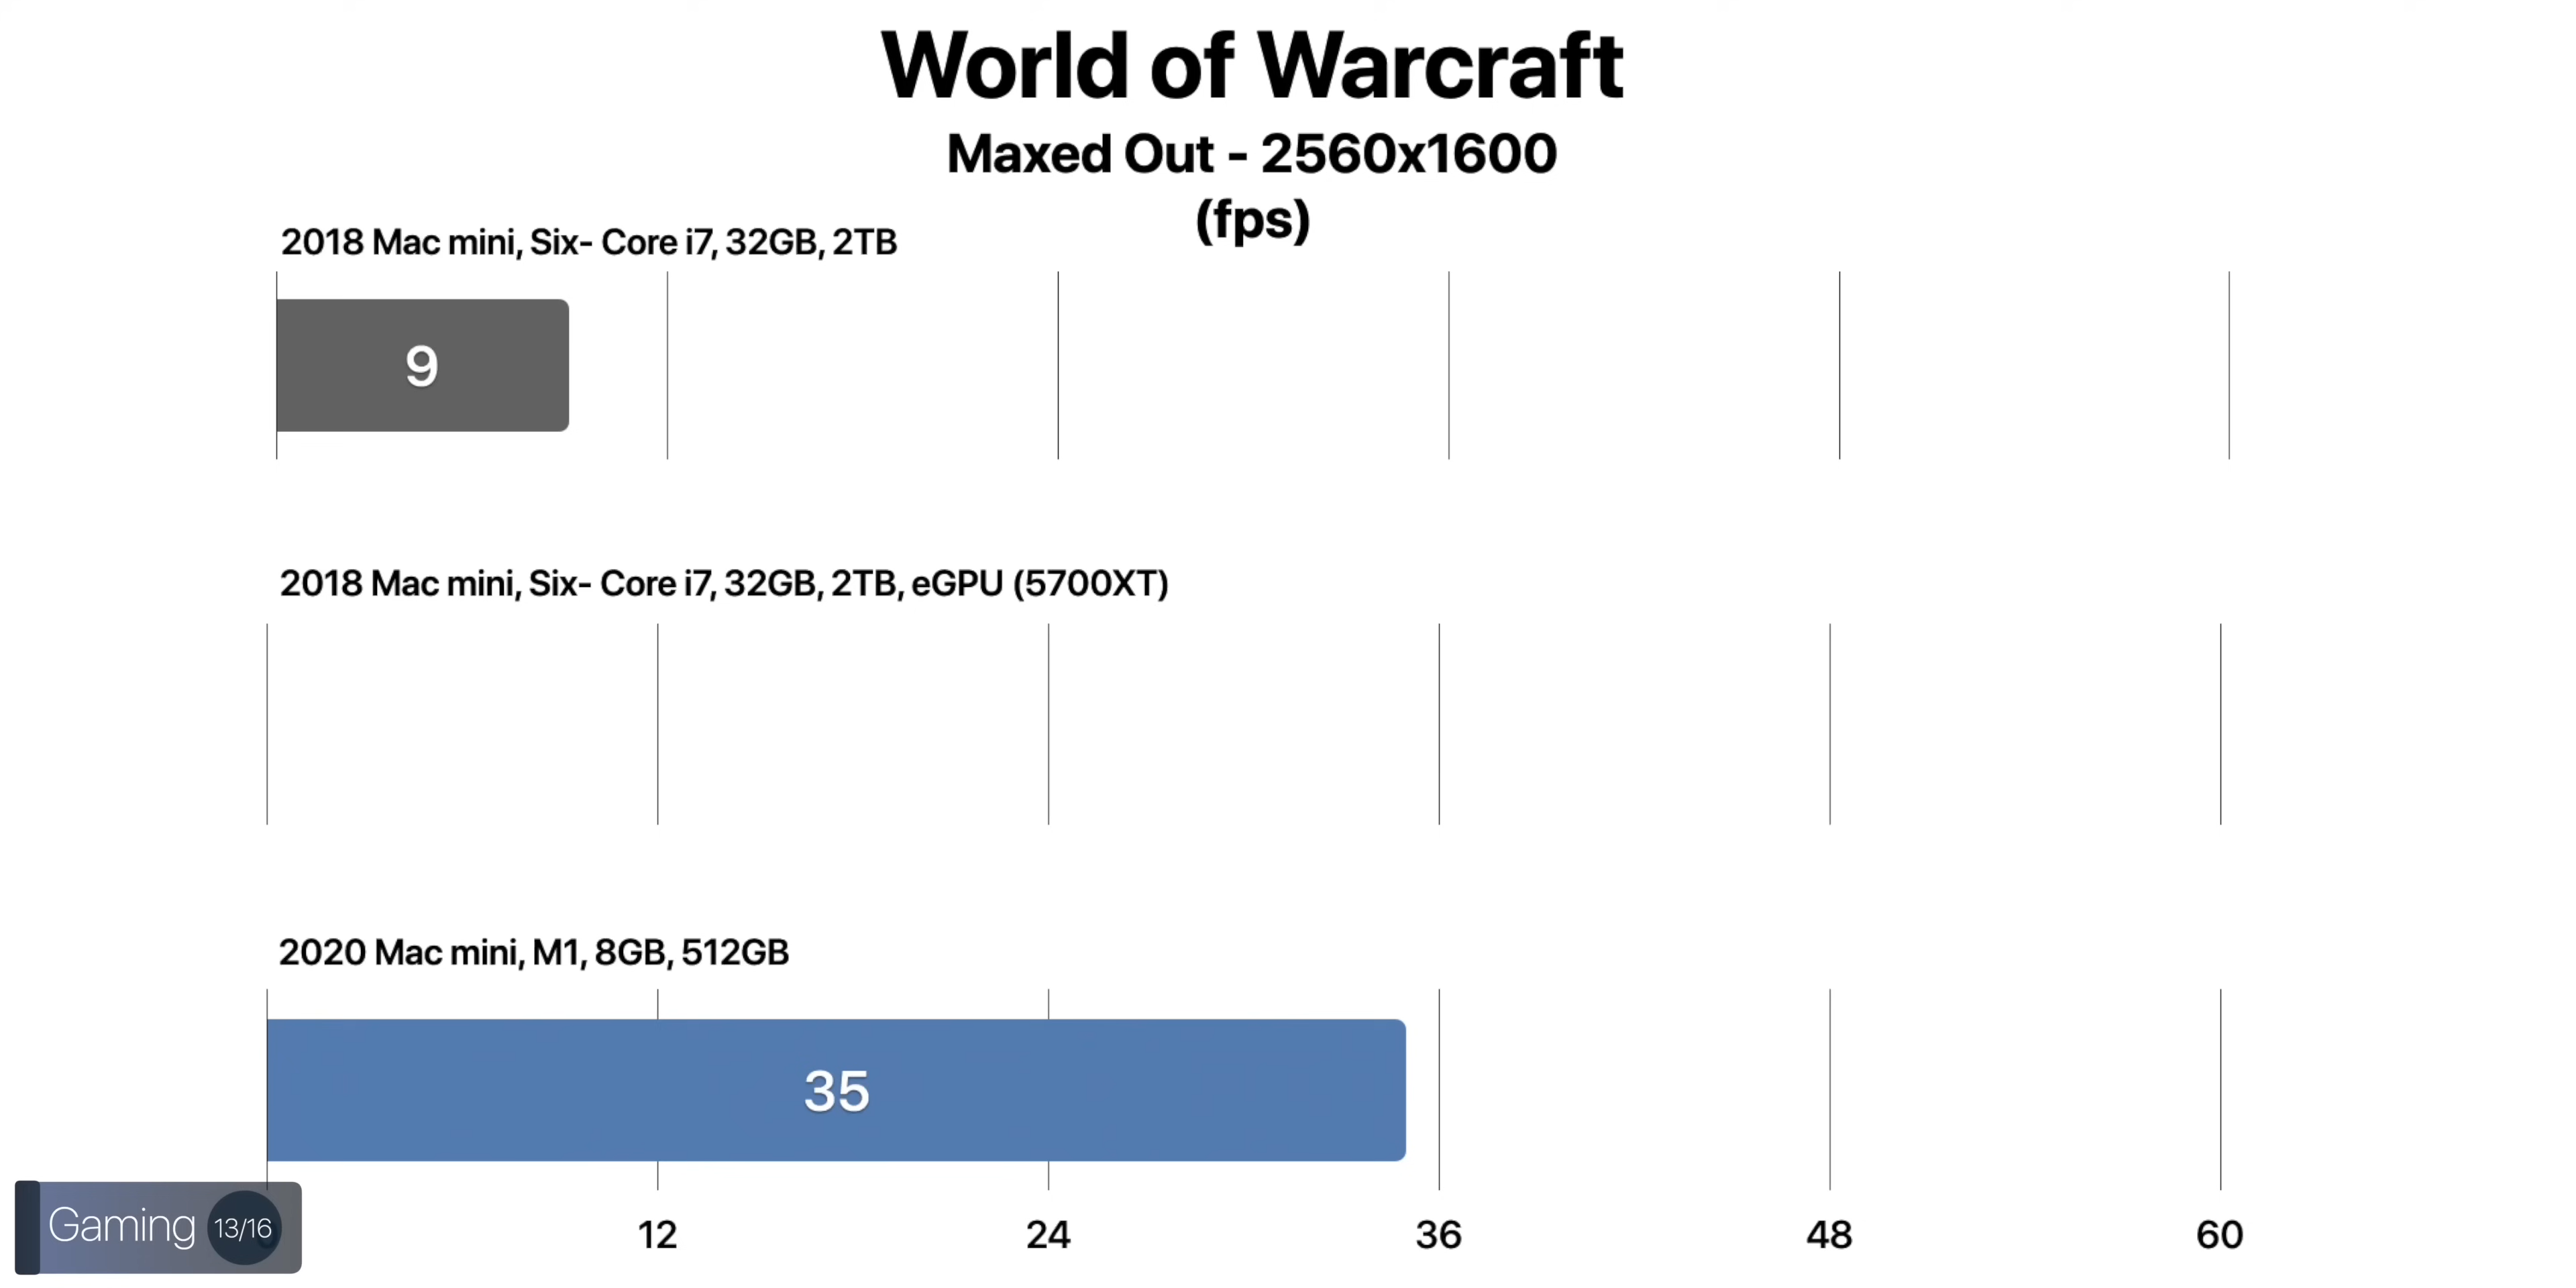 World of Warcraft
Maxed Out - 2560x1600
(fps)
2018 Mac mini, Six- Core i7, 32GB, 2TB
9
2018 Mac mini, Six- Core i7, 32GB, 2TB, eGPU (5700XT)
2020 Mac mini, M1, 8GB, 512GB
35
Gaming 13/16
12 24 36 48 60